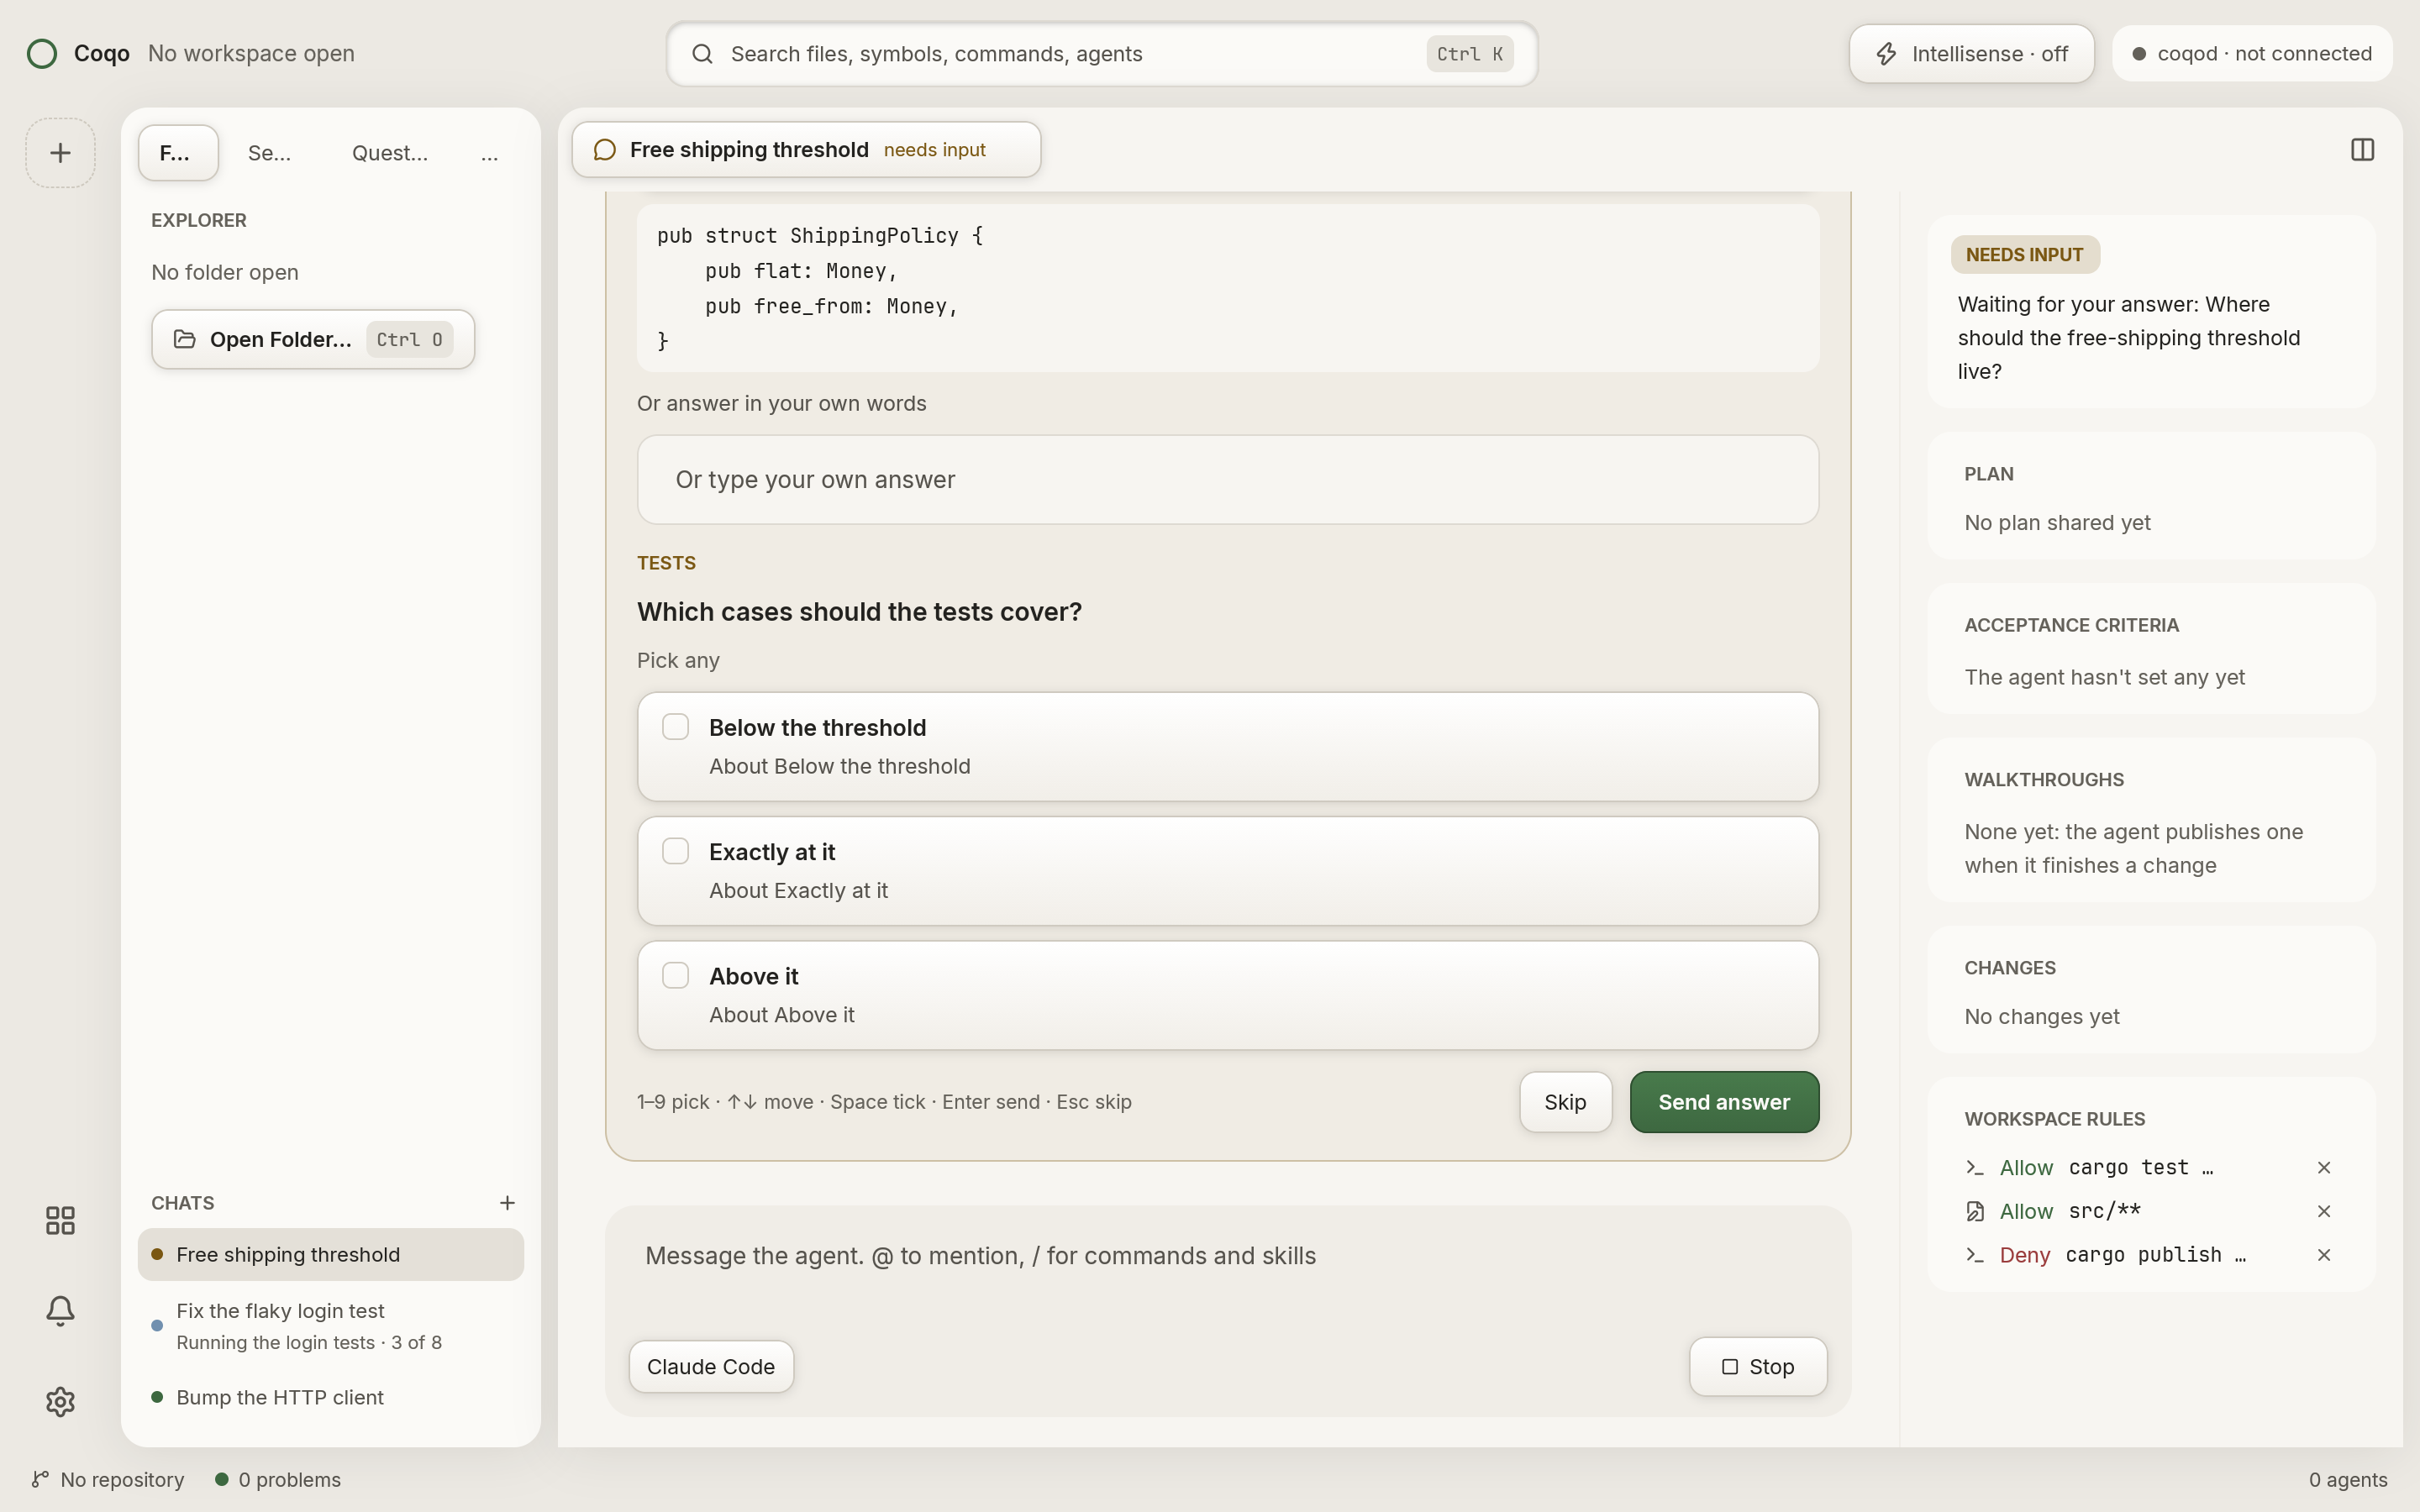 Coqo No workspace open
Search files, symbols, commands, agents
Ctrl K
Intellisense · off
coqod · not connected
F...
Se...
Quest...
...
EXPLORER
No folder open
Open Folder... Ctrl O
CHATS
Free shipping threshold
Fix the flaky login test
Running the login tests · 3 of 8
Bump the HTTP client
Free shipping threshold needs input
pub struct ShippingPolicy {
    pub flat: Money,
    pub free_from: Money,
}
Or answer in your own words
Or type your own answer
TESTS
Which cases should the tests cover?
Pick any
Below the threshold
About Below the threshold
Exactly at it
About Exactly at it
Above it
About Above it
1–9 pick · ↑↓ move · Space tick · Enter send · Esc skip
Skip
Send answer
Message the agent. @ to mention, / for commands and skills
Claude Code
Stop
NEEDS INPUT
Waiting for your answer: Where
should the free-shipping threshold
live?
PLAN
No plan shared yet
ACCEPTANCE CRITERIA
The agent hasn't set any yet
WALKTHROUGHS
None yet: the agent publishes one
when it finishes a change
CHANGES
No changes yet
WORKSPACE RULES
Allow cargo test …
Allow src/**
Deny cargo publish …
No repository
0 problems
0 agents